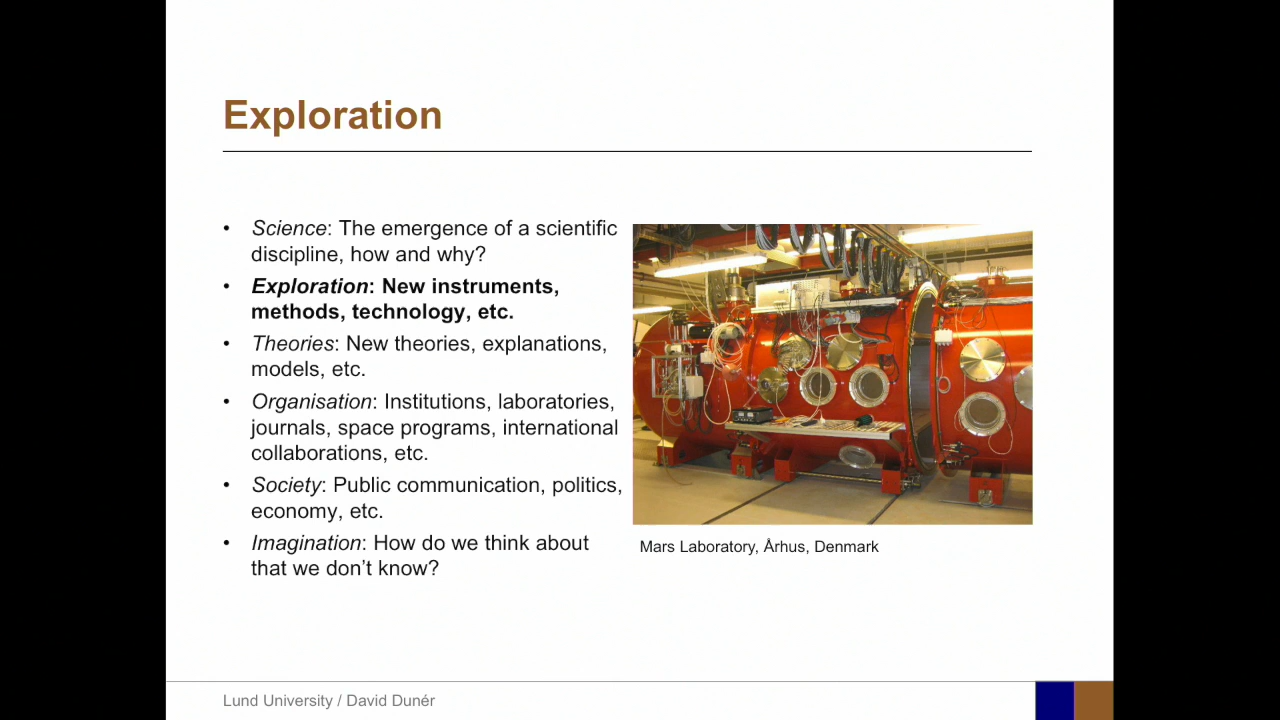 Exploration
• Science: The emergence of a scientific
discipline, how and why?
• Exploration: New instruments,
methods, technology, etc.
• Theories: New theories, explanations,
models, etc.
• Organisation: Institutions, laboratories,
journals, space programs, international
collaborations, etc.
• Society: Public communication, politics,
economy, etc.
• Imagination: How do we think about
that we don't know?
Mars Laboratory, Århus, Denmark
Lund University / David Dunér